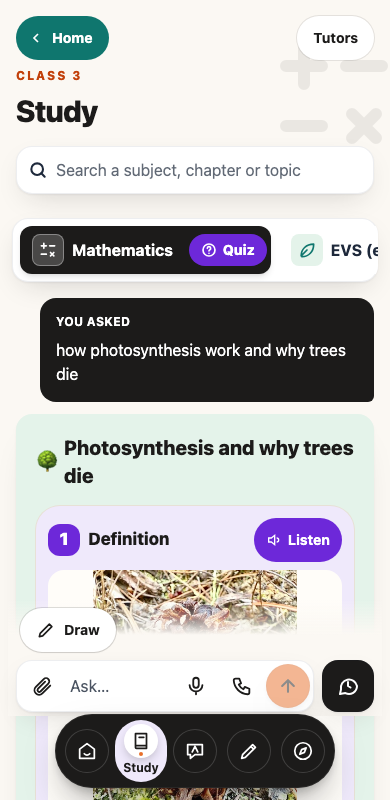 Home
Tutors
CLASS 3
Study
Search a subject, chapter or topic
Mathematics
Quiz
EVS (e
YOU ASKED
how photosynthesis work and why trees
die
Photosynthesis and why trees
die
1 Definition
Listen
Draw
Ask...
Study